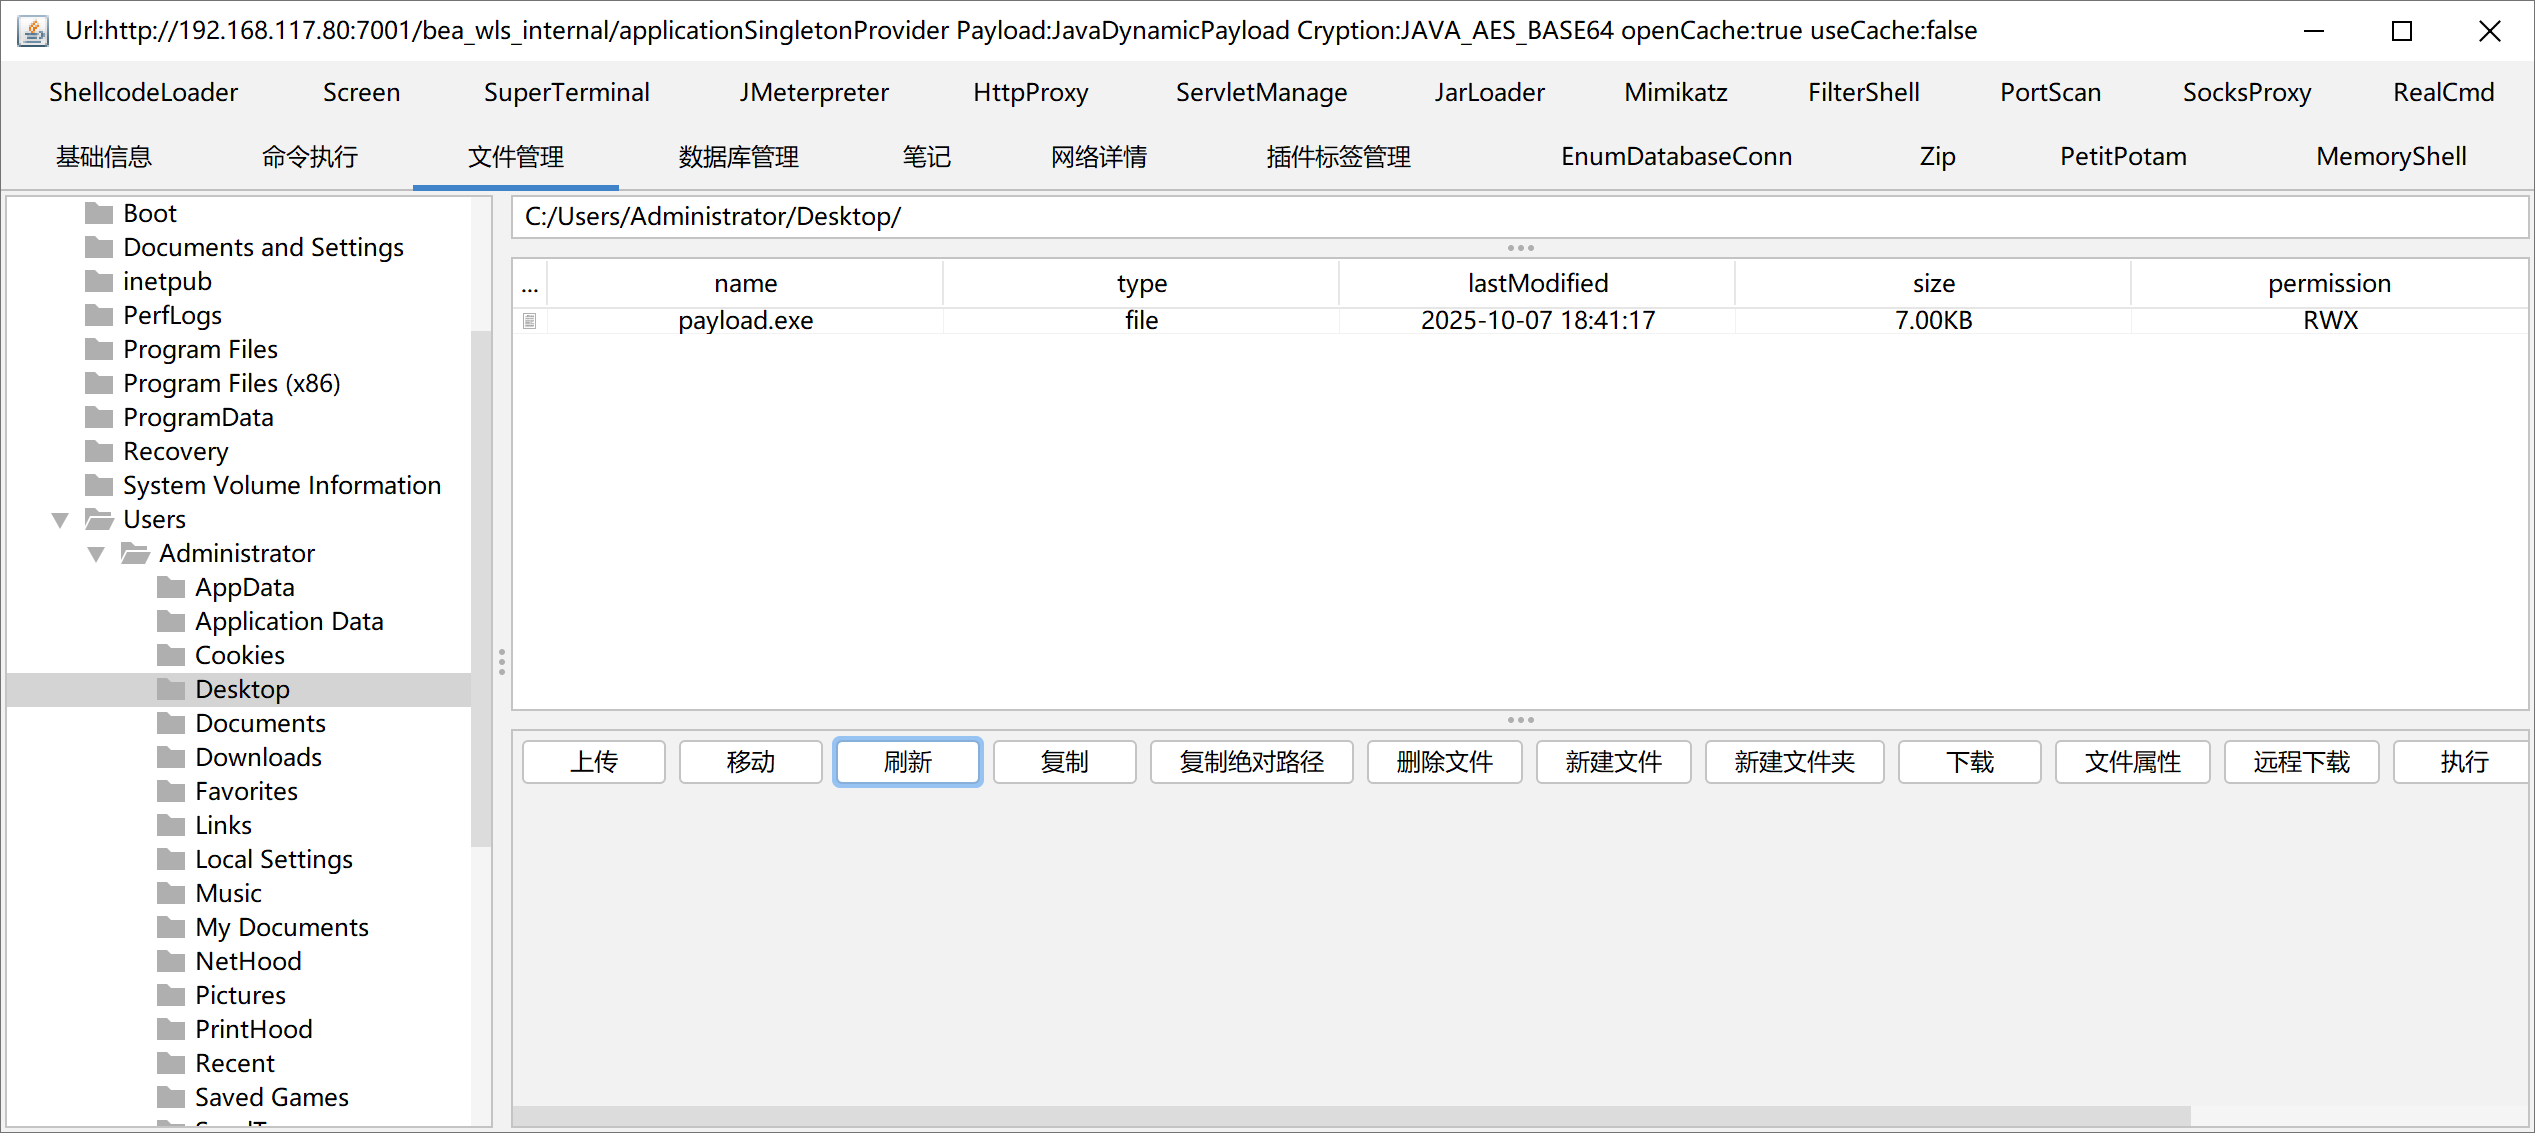 Url:http://192.168.117.80:7001/bea_wls_internal/applicationSingletonProvider Payload:JavaDynamicPayload Cryption:JAVA_AES_BASE64 openCache:true useCache:false
ShellcodeLoader Screen SuperTerminal JMeterpreter HttpProxy ServletManage JarLoader Mimikatz FilterShell PortScan SocksProxy RealCmd
基础信息 命令执行 文件管理 数据库管理 笔记 网络详情 插件标签管理 EnumDatabaseConn Zip PetitPotam MemoryShell
Boot
Documents and Settings
inetpub
PerfLogs
Program Files
Program Files (x86)
ProgramData
Recovery
System Volume Information
Users
Administrator
AppData
Application Data
Cookies
Desktop
Documents
Downloads
Favorites
Links
Local Settings
Music
My Documents
NetHood
Pictures
PrintHood
Recent
Saved Games
C:/Users/Administrator/Desktop/
... name type lastModified size permission
payload.exe file 2025-10-07 18:41:17 7.00KB RWX
上传 移动 刷新 复制 复制绝对路径 删除文件 新建文件 新建文件夹 下载 文件属性 远程下载 执行